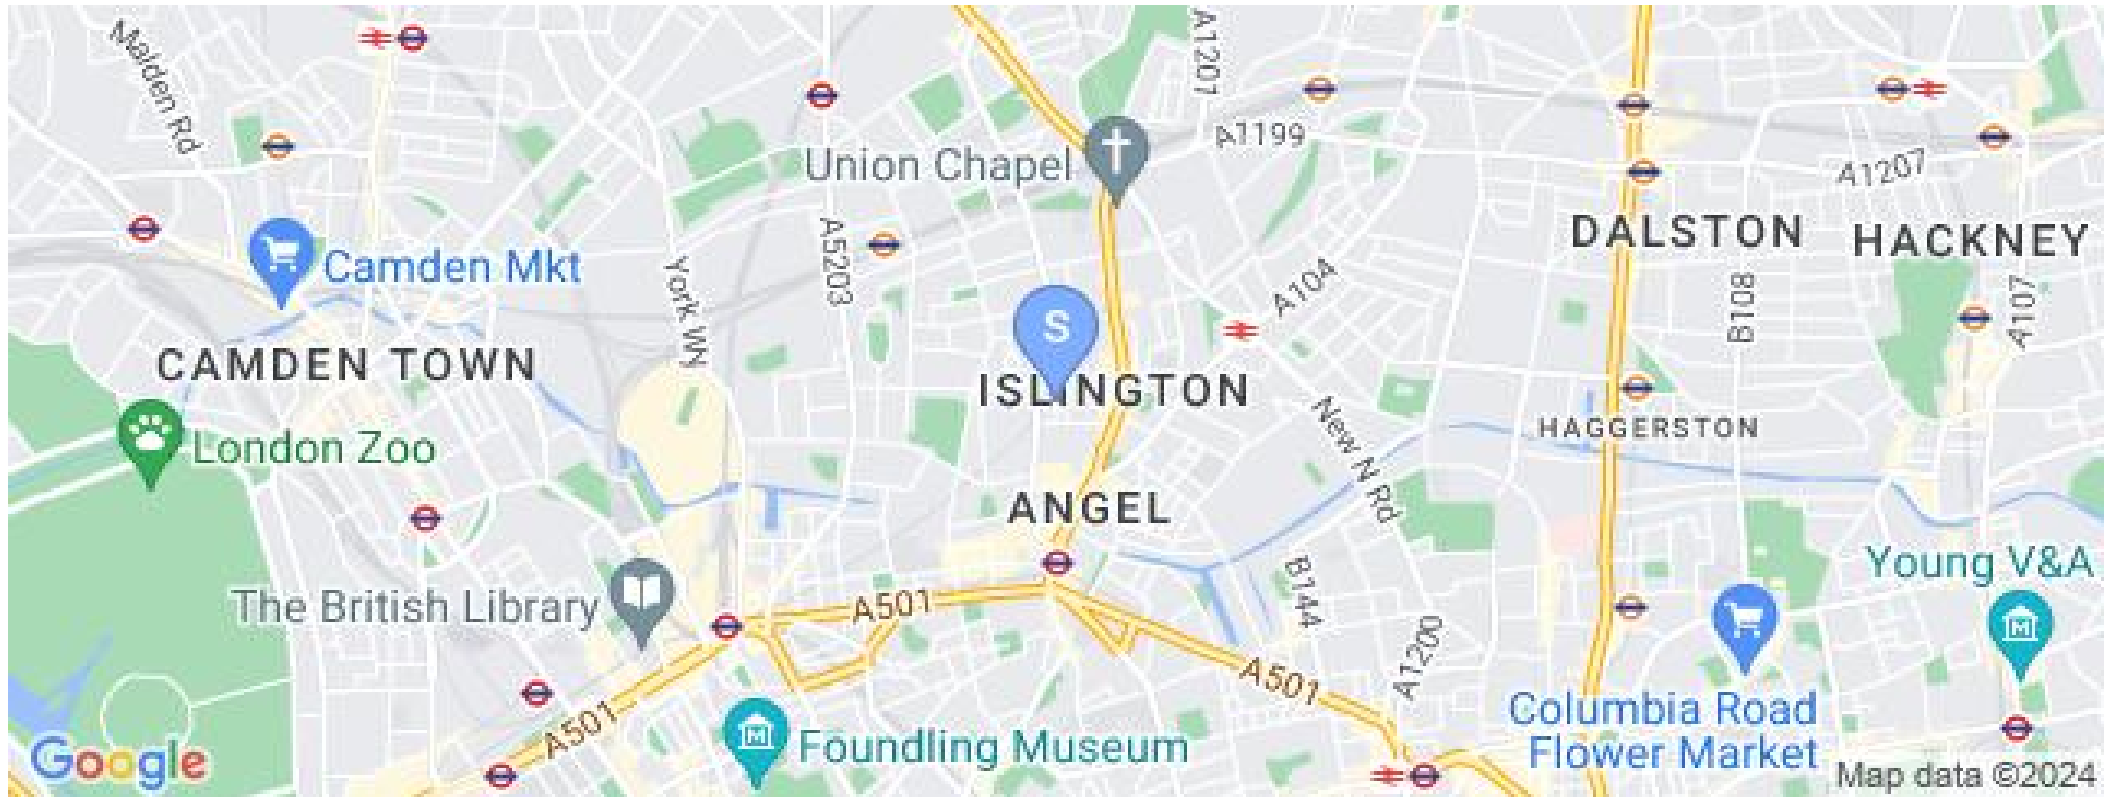 Malden Rd
A1201
A1199
Union Chapel
A1207
DALSTON
HACKNEY
A5203
Camden Mkt
York Wy
A104
B108
A107
S
CAMDEN TOWN
ISLINGTON
New N Rd
HAGGERSTON
London Zoo
ANGEL
Young V&A
B144
The British Library
A501
A1200
A501
A501
Columbia Road
Flower Market
Foundling Museum
M
M
Google
Map data ©2024